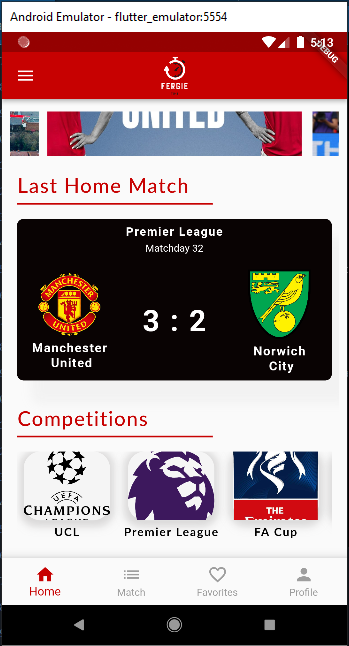 Android Emulator - flutter_emulator:5554
5:13
DEBUG
FERGIE
UNITED
Last Home Match
Premier League
Matchday 32
MANCHESTER
UNITED
3 : 2
Manchester
United
Norwich
City
Competitions
UEFA
CHAMPIONS
LEAGUE
THE
Emirates
UCL
Premier League
FA Cup
Home
Match
Favorites
Profile